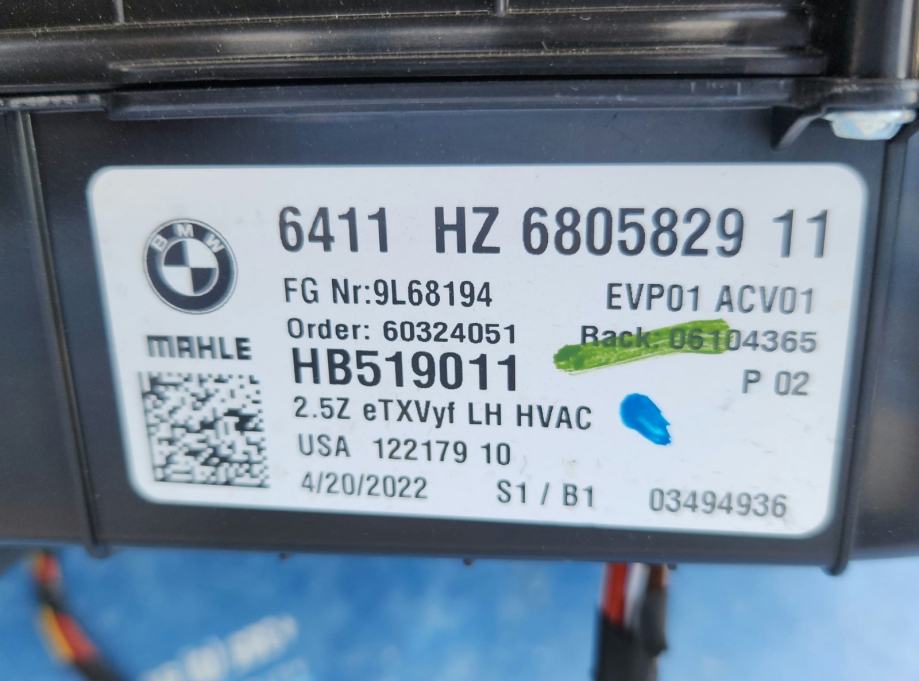 6411 HZ 6805829 11
BMW
FG Nr:9L68194 EVP01 ACV01
Order: 60324051 Rack: 06104365
MAHLE
HB519011 P 02
2.5Z eTXVyf LH HVAC
USA 122179 10
4/20/2022 S1 / B1 03494936